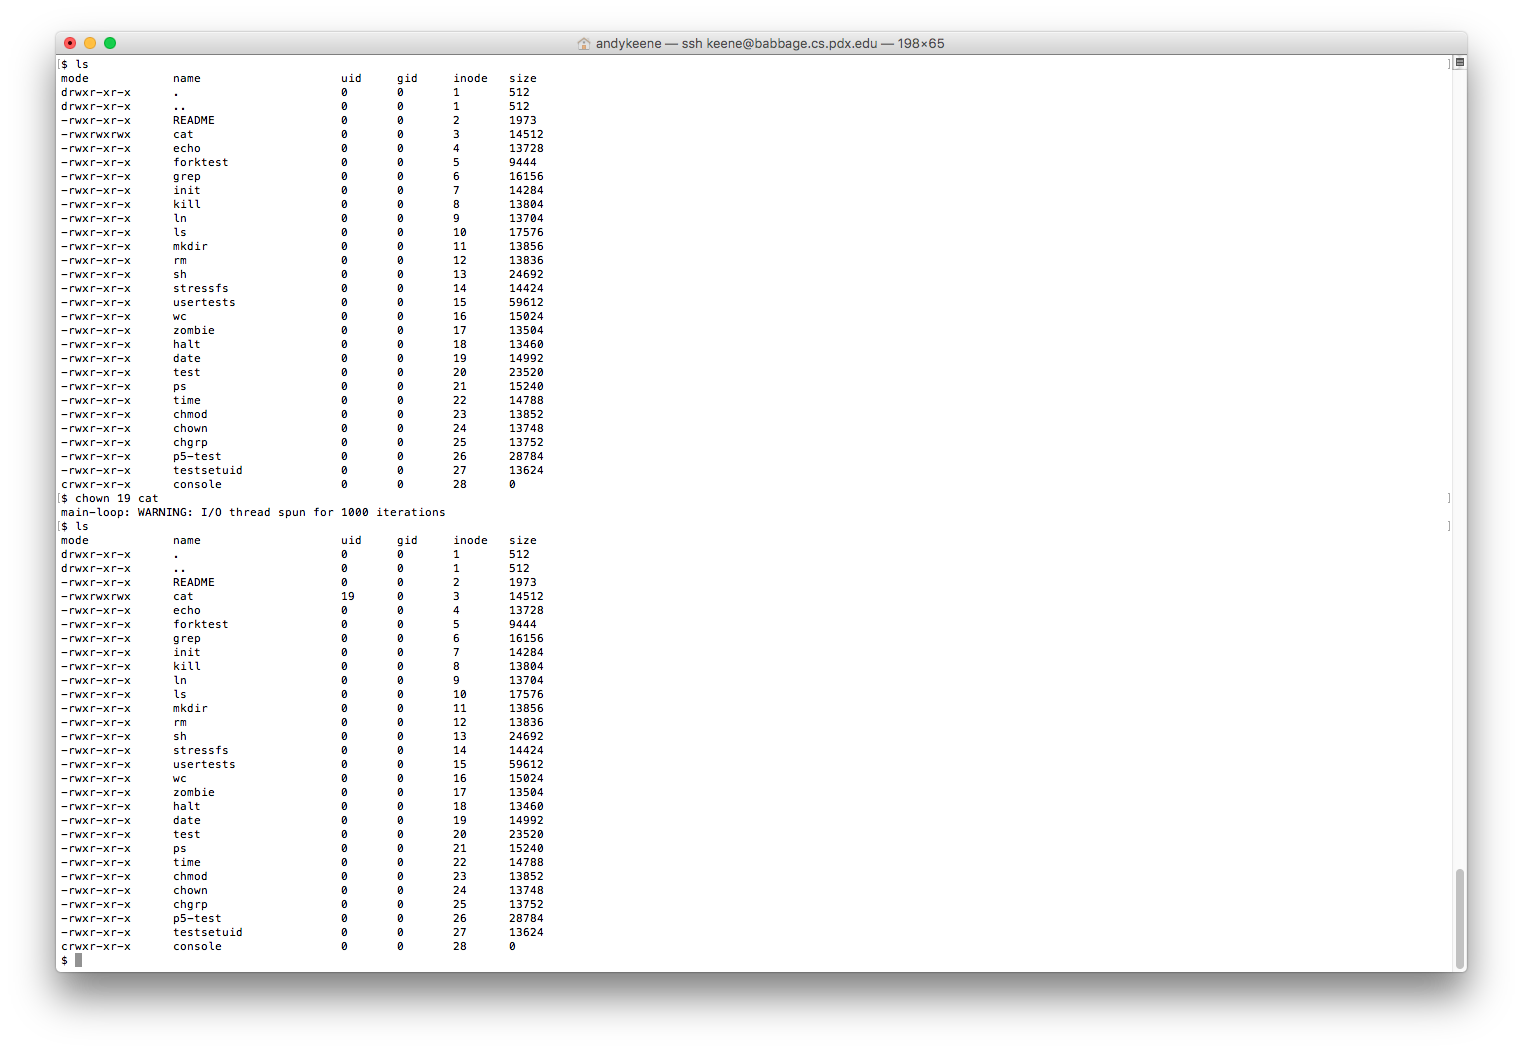 andykeene — ssh keene@babbage.cs.pdx.edu — 198×65
$ ls
mode name uid gid inode size
drwxr-xr-x . 0 0 1 512
drwxr-xr-x .. 0 0 1 512
-rwxr-xr-x README 0 0 2 1973
-rwxrwxrwx cat 0 0 3 14512
-rwxr-xr-x echo 0 0 4 13728
-rwxr-xr-x forktest 0 0 5 9444
-rwxr-xr-x grep 0 0 6 16156
-rwxr-xr-x init 0 0 7 14284
-rwxr-xr-x kill 0 0 8 13804
-rwxr-xr-x ln 0 0 9 13704
-rwxr-xr-x ls 0 0 10 17576
-rwxr-xr-x mkdir 0 0 11 13856
-rwxr-xr-x rm 0 0 12 13836
-rwxr-xr-x sh 0 0 13 24692
-rwxr-xr-x stressfs 0 0 14 14424
-rwxr-xr-x usertests 0 0 15 59612
-rwxr-xr-x wc 0 0 16 15024
-rwxr-xr-x zombie 0 0 17 13504
-rwxr-xr-x halt 0 0 18 13460
-rwxr-xr-x date 0 0 19 14992
-rwxr-xr-x test 0 0 20 23520
-rwxr-xr-x ps 0 0 21 15240
-rwxr-xr-x time 0 0 22 14788
-rwxr-xr-x chmod 0 0 23 13852
-rwxr-xr-x chown 0 0 24 13748
-rwxr-xr-x chgrp 0 0 25 13752
-rwxr-xr-x p5-test 0 0 26 28784
-rwxr-xr-x testsetuid 0 0 27 13624
crwxr-xr-x console 0 0 28 0
$ chown 19 cat
main-loop: WARNING: I/O thread spun for 1000 iterations
$ ls
mode name uid gid inode size
drwxr-xr-x . 0 0 1 512
drwxr-xr-x .. 0 0 1 512
-rwxr-xr-x README 0 0 2 1973
-rwxrwxrwx cat 19 0 3 14512
-rwxr-xr-x echo 0 0 4 13728
-rwxr-xr-x forktest 0 0 5 9444
-rwxr-xr-x grep 0 0 6 16156
-rwxr-xr-x init 0 0 7 14284
-rwxr-xr-x kill 0 0 8 13804
-rwxr-xr-x ln 0 0 9 13704
-rwxr-xr-x ls 0 0 10 17576
-rwxr-xr-x mkdir 0 0 11 13856
-rwxr-xr-x rm 0 0 12 13836
-rwxr-xr-x sh 0 0 13 24692
-rwxr-xr-x stressfs 0 0 14 14424
-rwxr-xr-x usertests 0 0 15 59612
-rwxr-xr-x wc 0 0 16 15024
-rwxr-xr-x zombie 0 0 17 13504
-rwxr-xr-x halt 0 0 18 13460
-rwxr-xr-x date 0 0 19 14992
-rwxr-xr-x test 0 0 20 23520
-rwxr-xr-x ps 0 0 21 15240
-rwxr-xr-x time 0 0 22 14788
-rwxr-xr-x chmod 0 0 23 13852
-rwxr-xr-x chown 0 0 24 13748
-rwxr-xr-x chgrp 0 0 25 13752
-rwxr-xr-x p5-test 0 0 26 28784
-rwxr-xr-x testsetuid 0 0 27 13624
crwxr-xr-x console 0 0 28 0
$